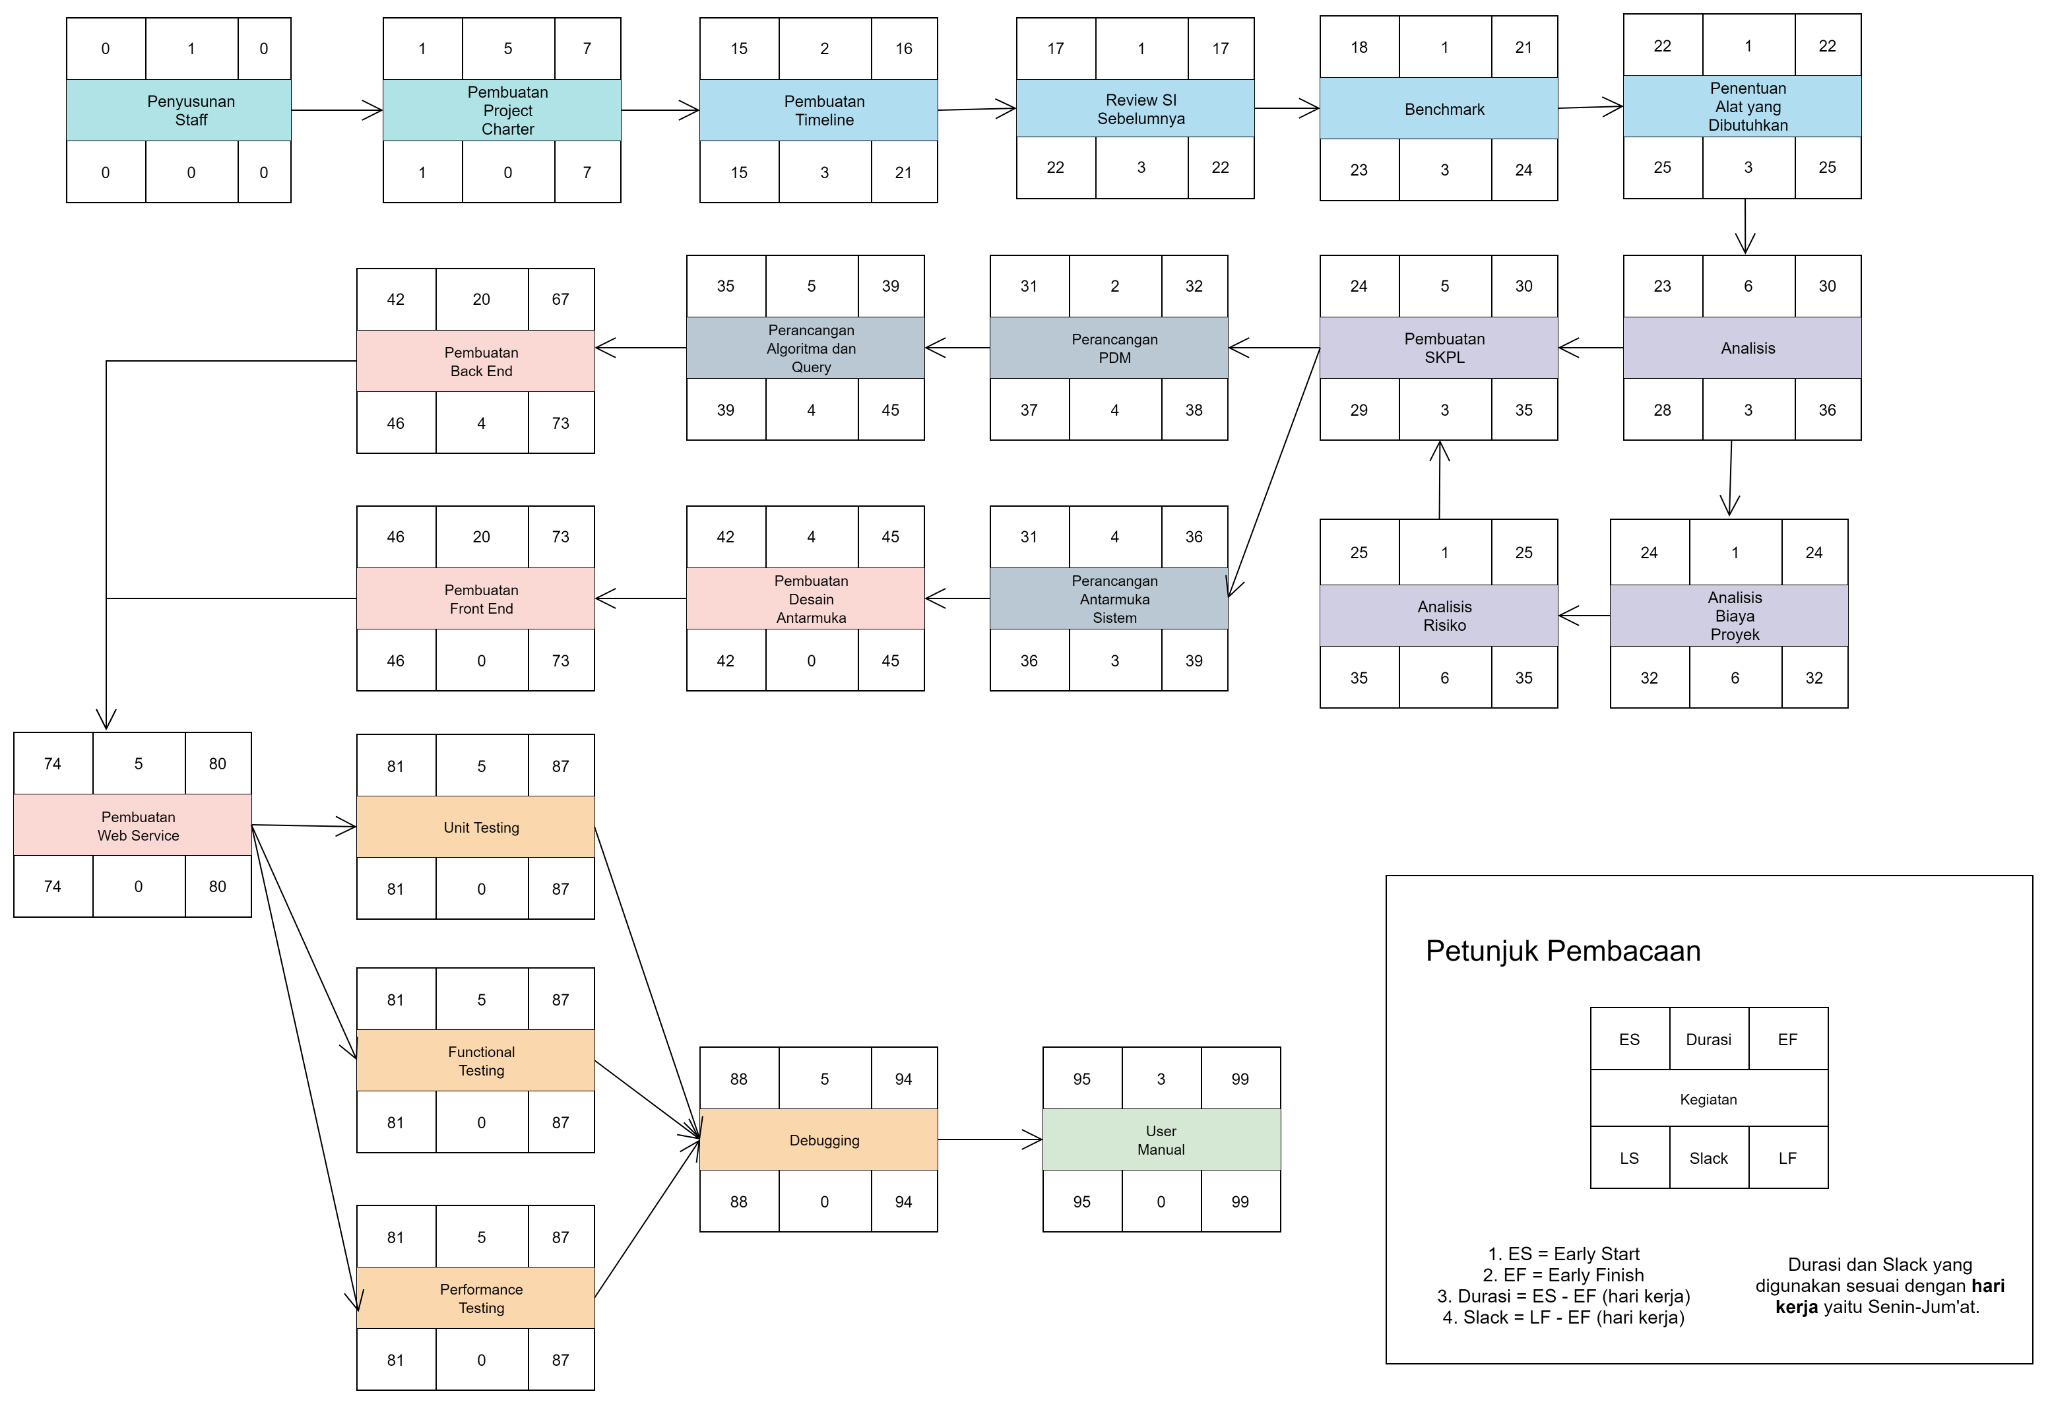 0 1 0
Penyusunan
Staff
0 0 0
1 5 7
Pembuatan
Project
Charter
1 0 7
15 2 16
Pembuatan
Timeline
15 3 21
17 1 17
Review SI
Sebelumnya
22 3 22
18 1 21
Benchmark
23 3 24
22 1 22
Penentuan
Alat yang
Dibutuhkan
25 3 25
42 20 67
Pembuatan
Back End
46 4 73
35 5 39
Perancangan
Algoritma dan
Query
39 4 45
31 2 32
Perancangan
PDM
37 4 38
24 5 30
Pembuatan
SKPL
29 3 35
23 6 30
Analisis
28 3 36
46 20 73
Pembuatan
Front End
46 0 73
42 4 45
Pembuatan
Desain
Antarmuka
42 0 45
31 4 36
Perancangan
Antarmuka
Sistem
36 3 39
25 1 25
Analisis
Risiko
35 6 35
24 1 24
Analisis
Biaya
Proyek
32 6 32
74 5 80
Pembuatan
Web Service
74 0 80
81 5 87
Unit Testing
81 0 87
81 5 87
Functional
Testing
81 0 87
81 5 87
Performance
Testing
81 0 87
88 5 94
Debugging
88 0 94
95 3 99
User
Manual
95 0 99
Petunjuk Pembacaan
ES Durasi EF
Kegiatan
LS Slack LF
1. ES = Early Start
2. EF = Early Finish
3. Durasi = ES - EF (hari kerja)
4. Slack = LF - EF (hari kerja)
Durasi dan Slack yang
digunakan sesuai dengan hari
kerja yaitu Senin-Jum'at.